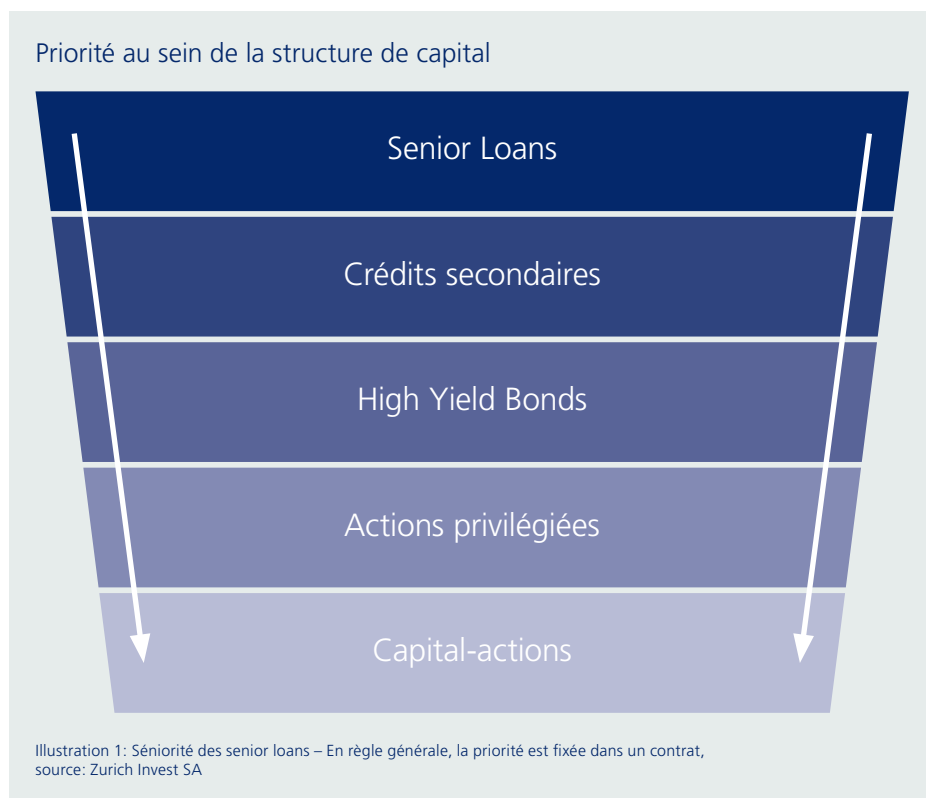 Priorité au sein de la structure de capital
Senior Loans
Crédits secondaires
High Yield Bonds
Actions privilégiées
Capital-actions
Illustration 1: Séniorité des senior loans – En règle générale, la priorité est fixée dans un contrat,
source: Zurich Invest SA